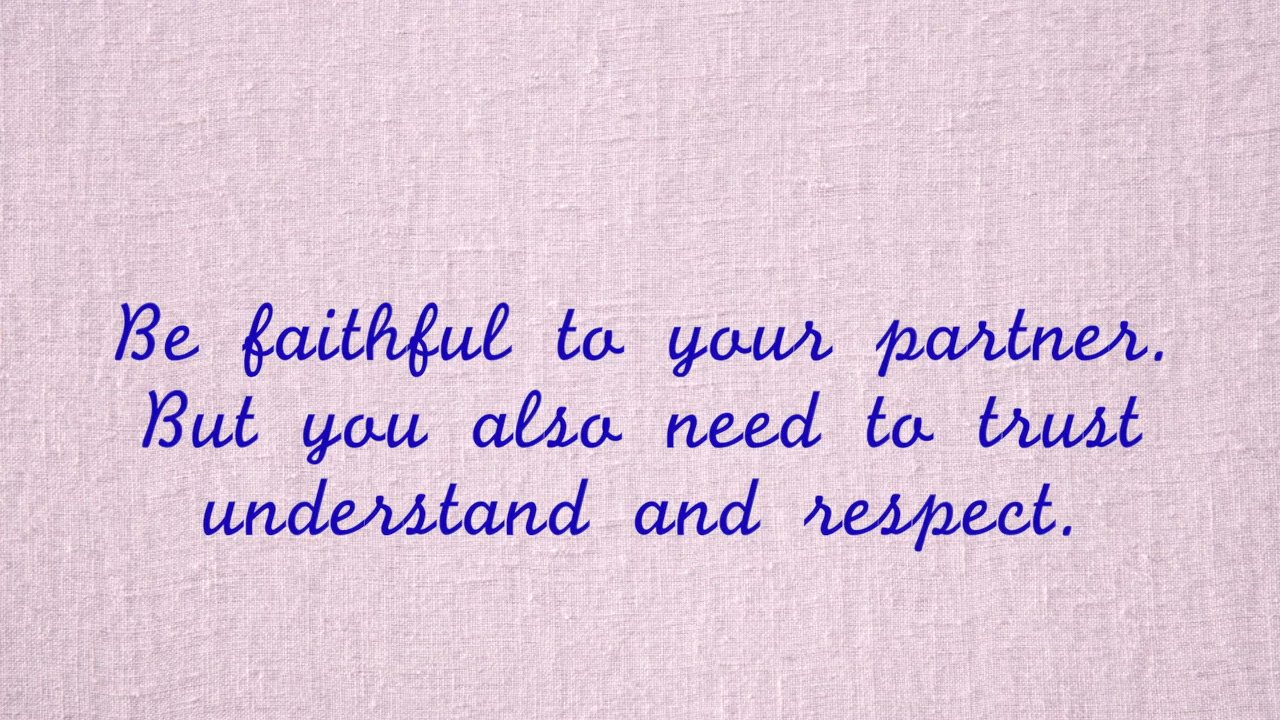 Be faithful to your partner.
But you also need to trust
understand and respect.